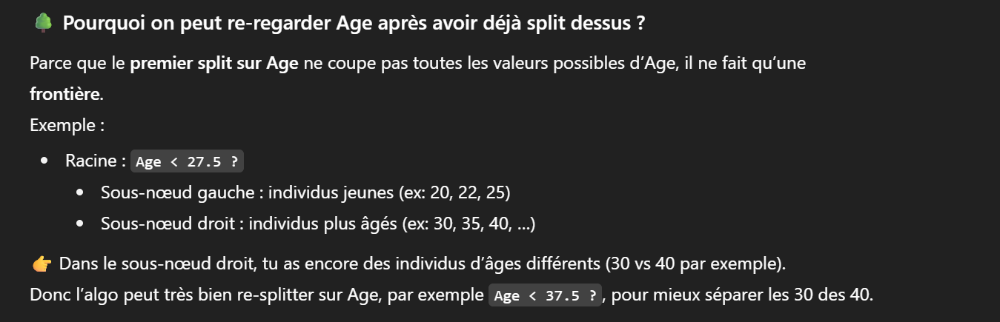 🌳 Pourquoi on peut re-regarder Age après avoir déjà split dessus ?
Parce que le premier split sur Age ne coupe pas toutes les valeurs possibles d’Age, il ne fait qu’une
frontière.
Exemple :
• Racine : Age < 27.5 ?
• Sous-nœud gauche : individus jeunes (ex: 20, 22, 25)
• Sous-nœud droit : individus plus âgés (ex: 30, 35, 40, …)
👉 Dans le sous-nœud droit, tu as encore des individus d’âges différents (30 vs 40 par exemple).
Donc l’algo peut très bien re-splitter sur Age, par exemple Age < 37.5 ?, pour mieux séparer les 30 des 40.